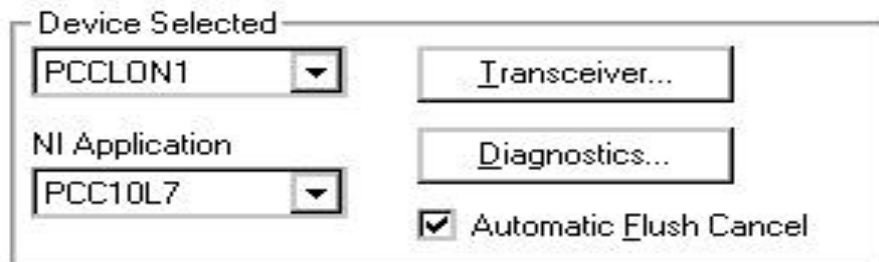 Device Selected
PCCLON1
Transceiver...
NI Application
Diagnostics...
PCC10L7
Automatic Flush Cancel